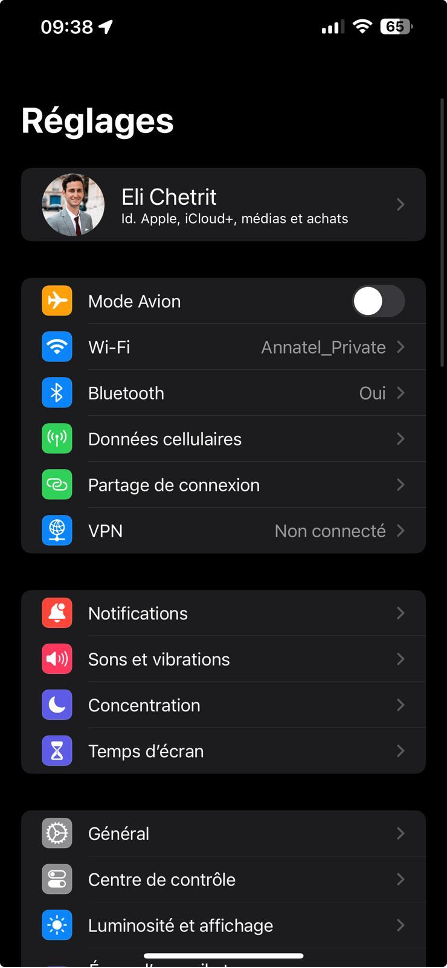 09:38
65
Réglages
Eli Chetrit
Id. Apple, iCloud+, médias et achats
Mode Avion
Wi-Fi Annatel_Private
Bluetooth Oui
Données cellulaires
Partage de connexion
VPN Non connecté
Notifications
Sons et vibrations
Concentration
Temps d’écran
Général
Centre de contrôle
Luminosité et affichage